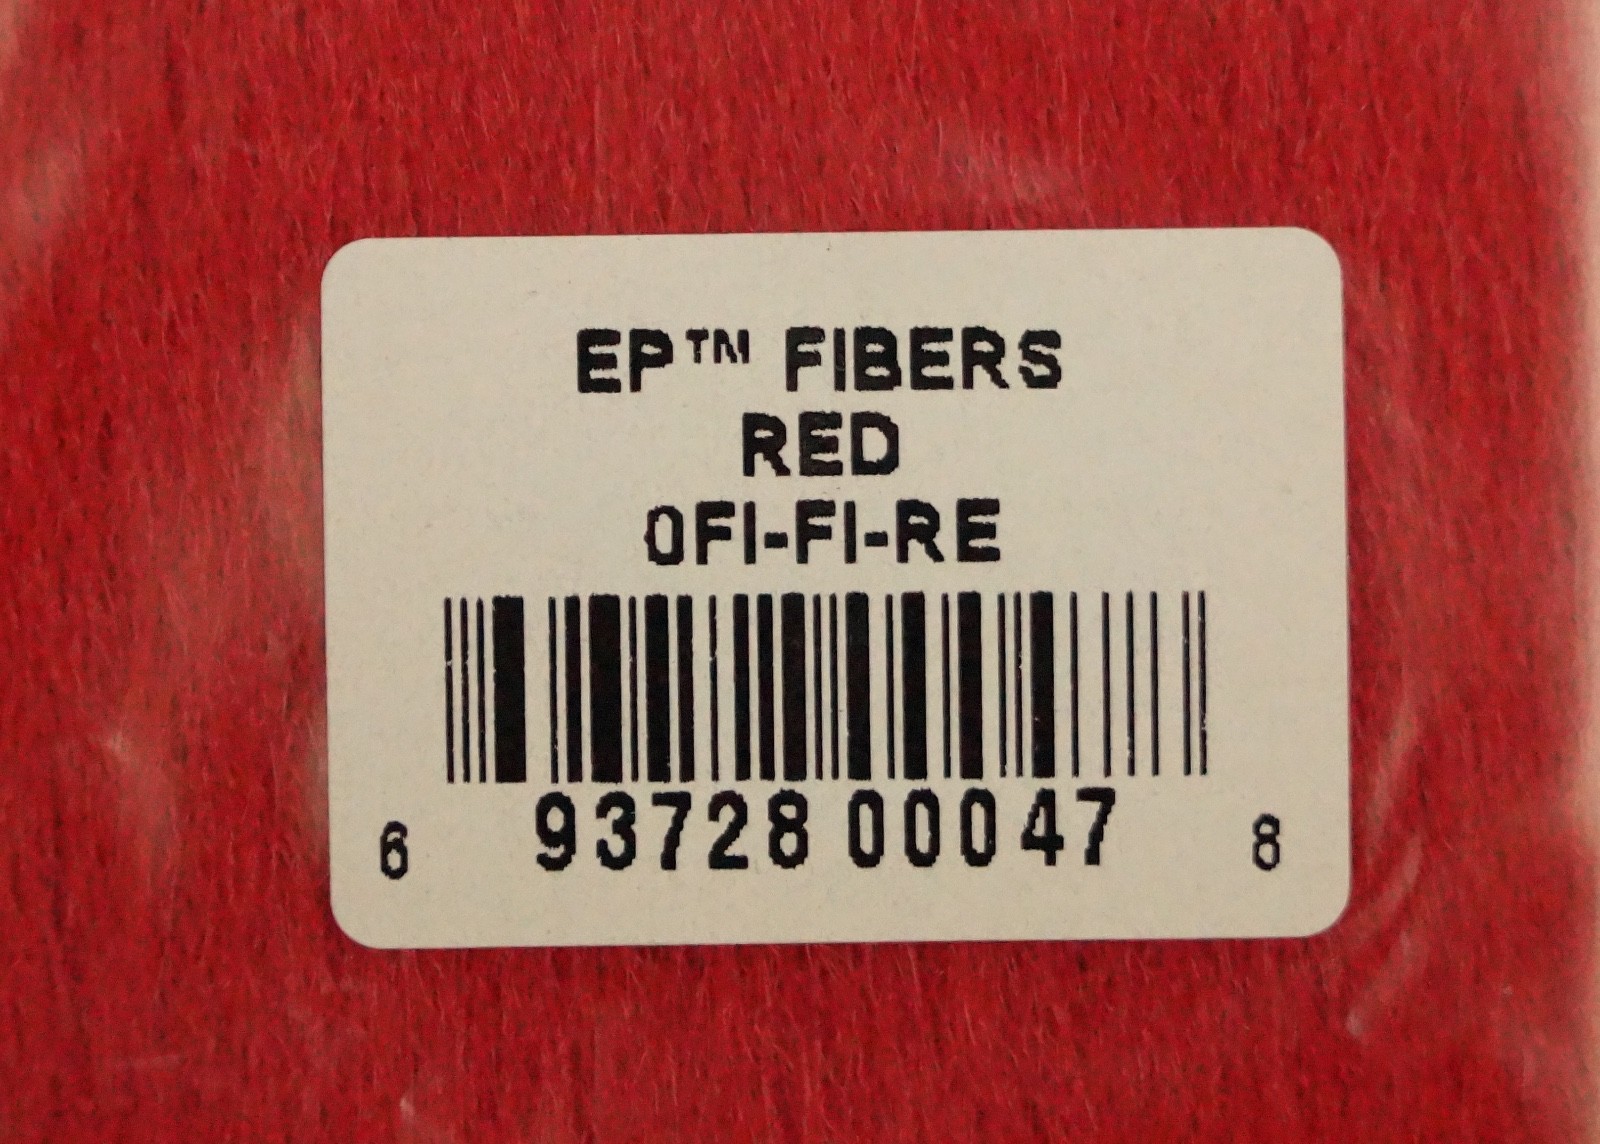 EP™ FIBERS
RED
0FI-FI-RE
6 93728 00047 8